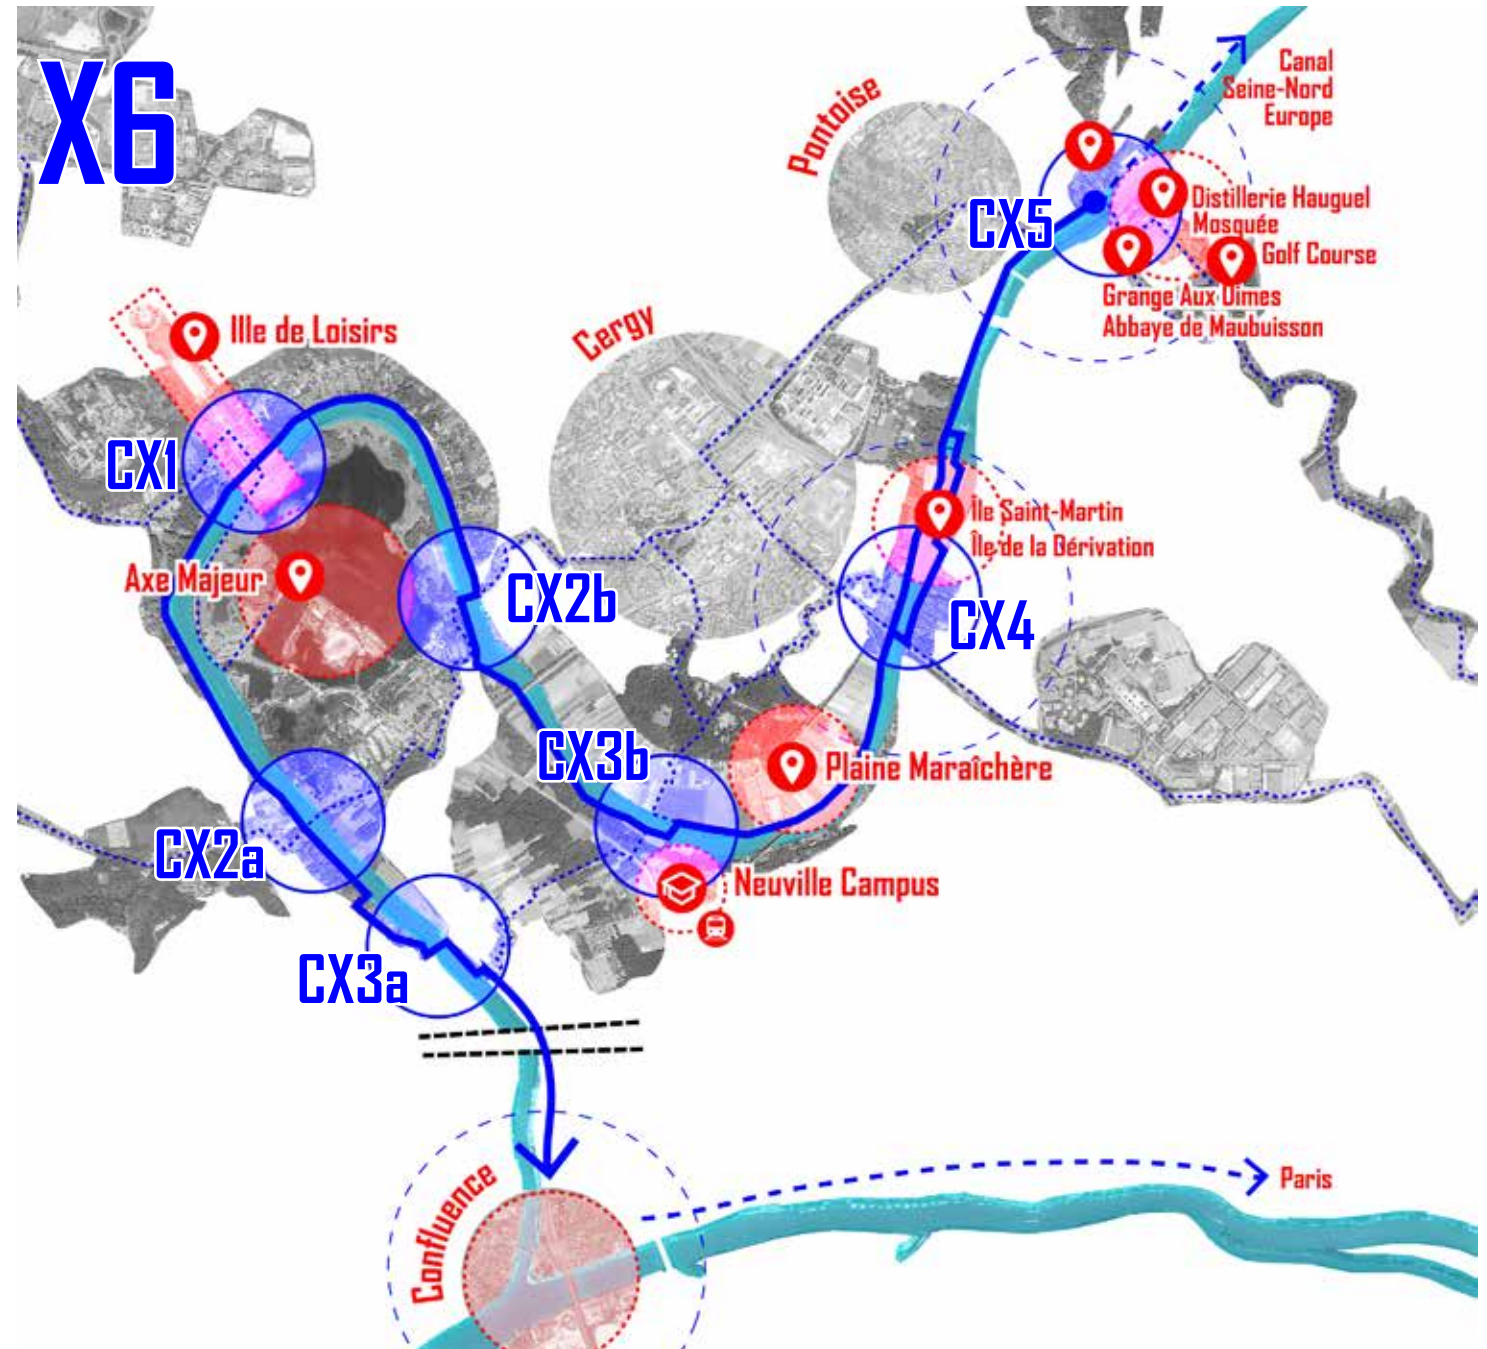 X6
Canal
Seine-Nord
Europe
Pontoise
CX5
Distillerie Hauguel
Mosquée
Golf Course
Grange Aux Dîmes
Abbaye de Maubuisson
Cergy
Ille de Loisirs
CX1
Île Saint-Martin
Île de la Dérivation
Axe Majeur
CX2b
CX4
CX3b
Plaine Maraîchère
CX2a
Neuville Campus
CX3a
Confluence
Paris